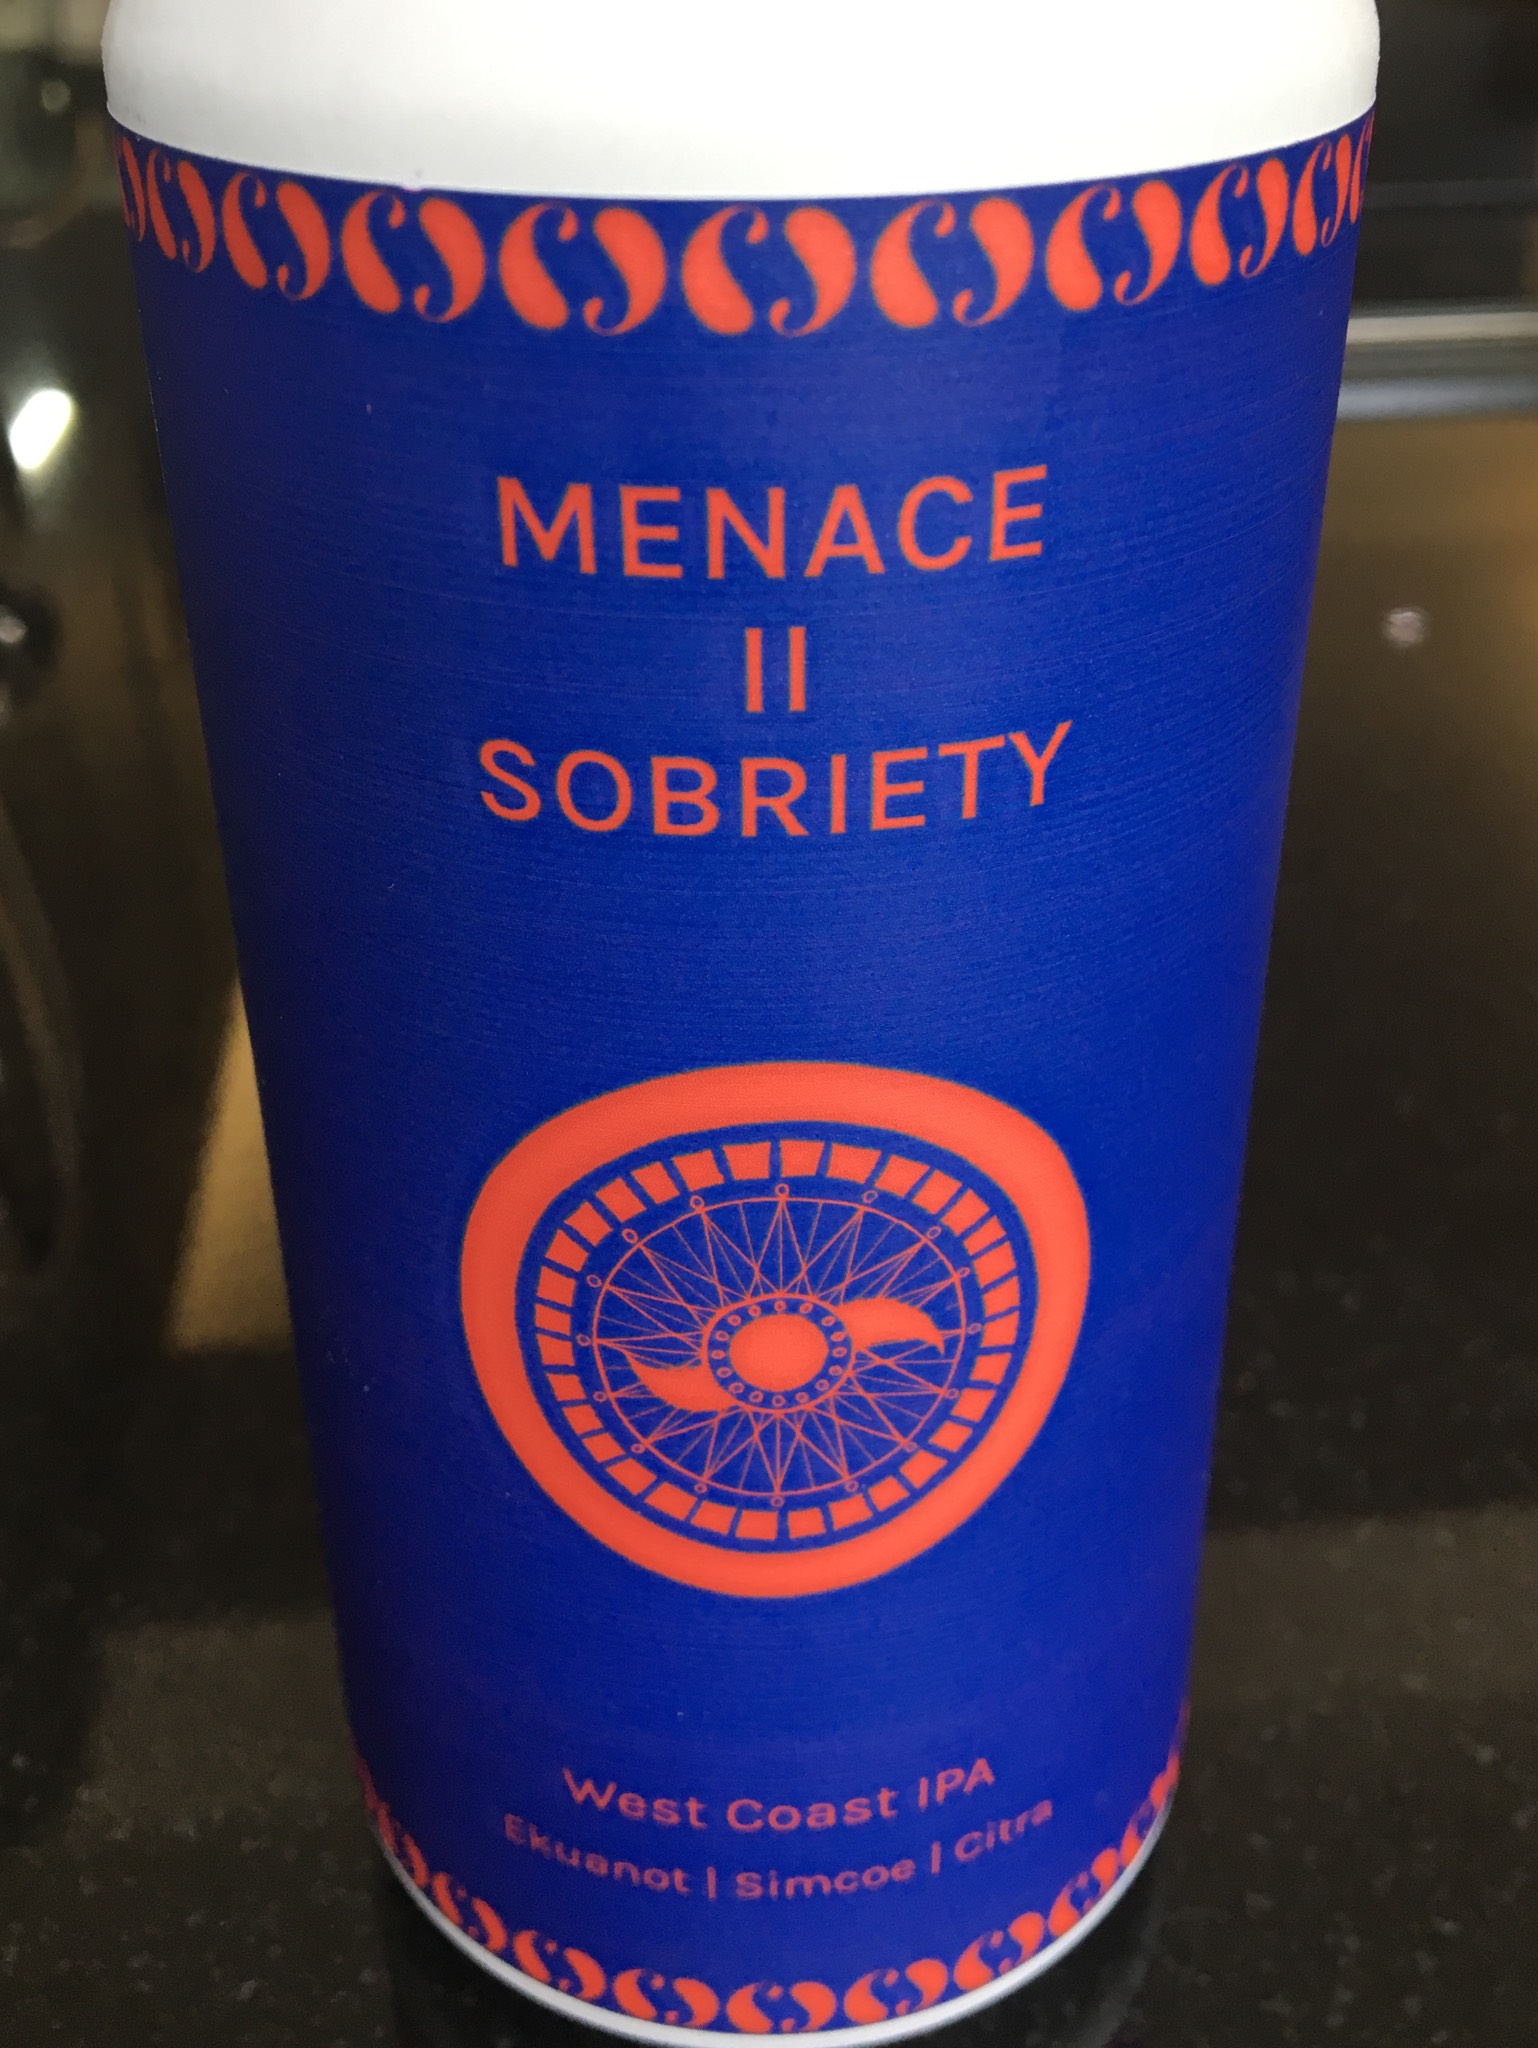 MENACE
II
SOBRIETY
West Coast IPA
Ekuanot | Simcoe | Citra